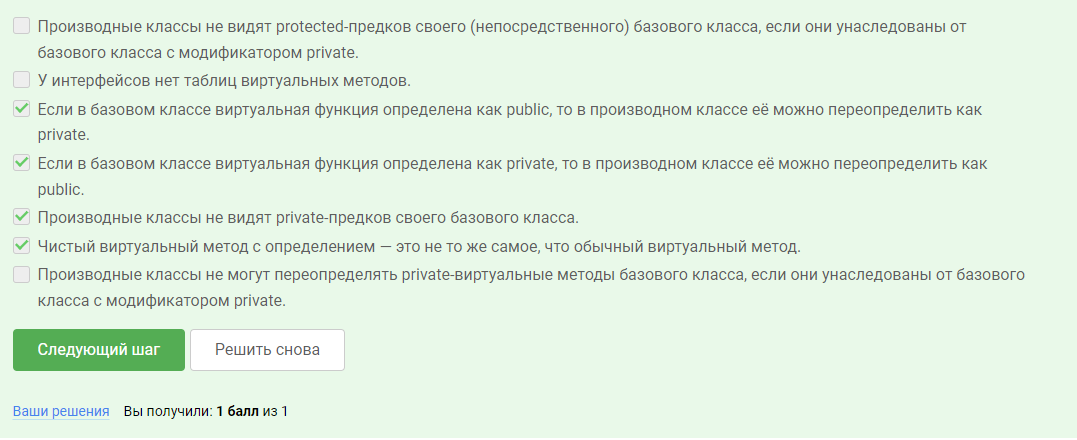 Производные классы не видят protected-предков своего (непосредственного) базового класса, если они унаследованы от
базового класса с модификатором private.
У интерфейсов нет таблиц виртуальных методов.
Если в базовом классе виртуальная функция определена как public, то в производном классе её можно переопределить как
private.
Если в базовом классе виртуальная функция определена как private, то в производном классе её можно переопределить как
public.
Производные классы не видят private-предков своего базового класса.
Чистый виртуальный метод с определением — это не то же самое, что обычный виртуальный метод.
Производные классы не могут переопределять private-виртуальные методы базового класса, если они унаследованы от базового
класса с модификатором private.
Следующий шаг Решить снова
Ваши решения Вы получили: 1 балл из 1